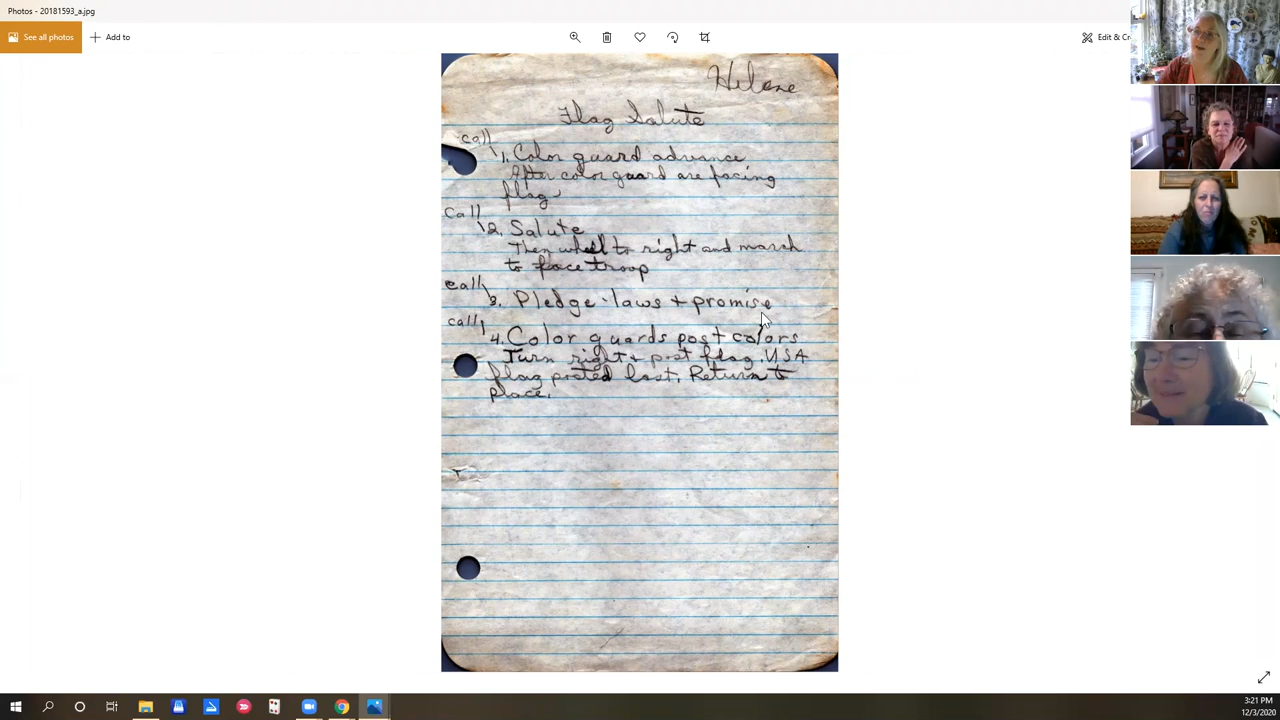 Photos - 20181593_a.jpg
See all photos
Add to
Edit & Cr
Helene
Flag Salute
call
1. Color guard advance
After color guard are facing
flag
call
2. Salute
Then wheel to right and march
to face troop
call
3. Pledge - laws + promise
call
4. Color guards post colors
Turn right + post flag. USA
flag posted last. Return to
place.
3:21 PM
12/3/2020